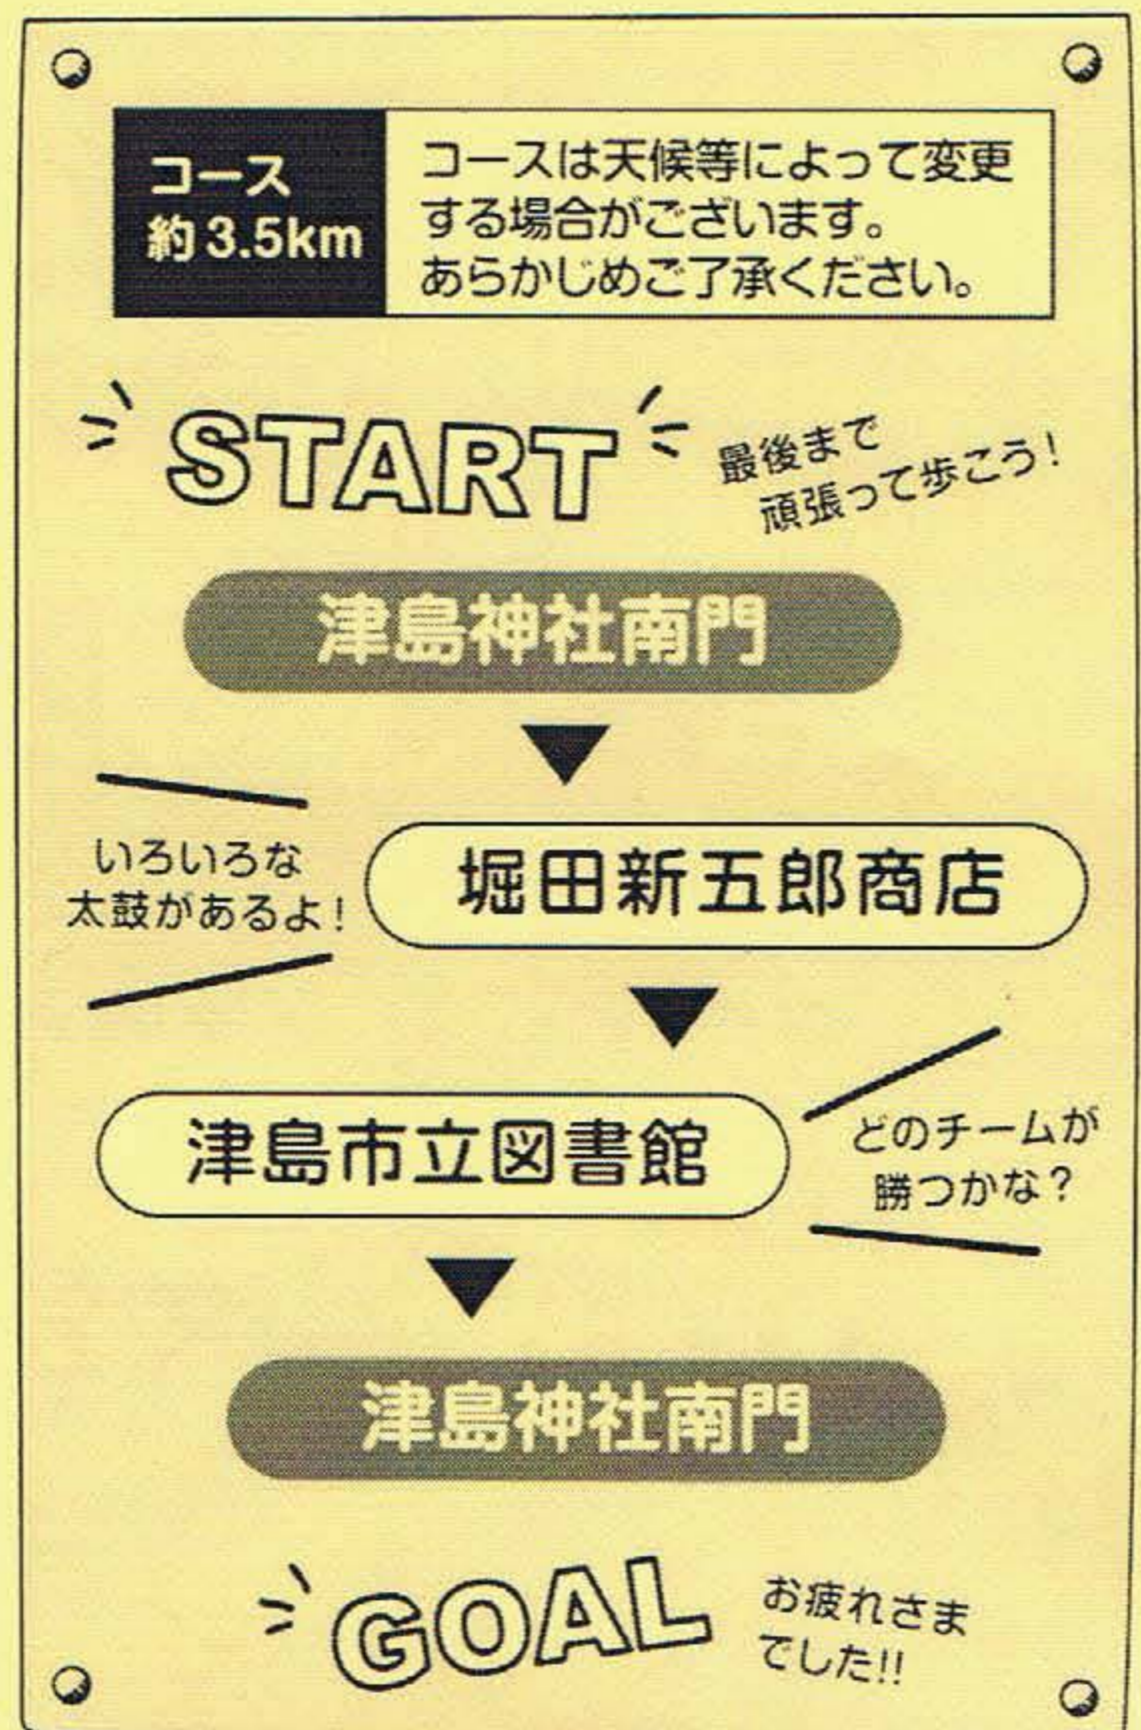 コース
約3.5km
コースは天候等によって変更
する場合がございます。
あらかじめご了承ください。
START
最後まで
頑張って歩こう!
津島神社南門
いろいろな
太鼓があるよ!
堀田新五郎商店
津島市立図書館
どのチームが
勝つかな?
津島神社南門
GOAL
お疲れさま
でした!!